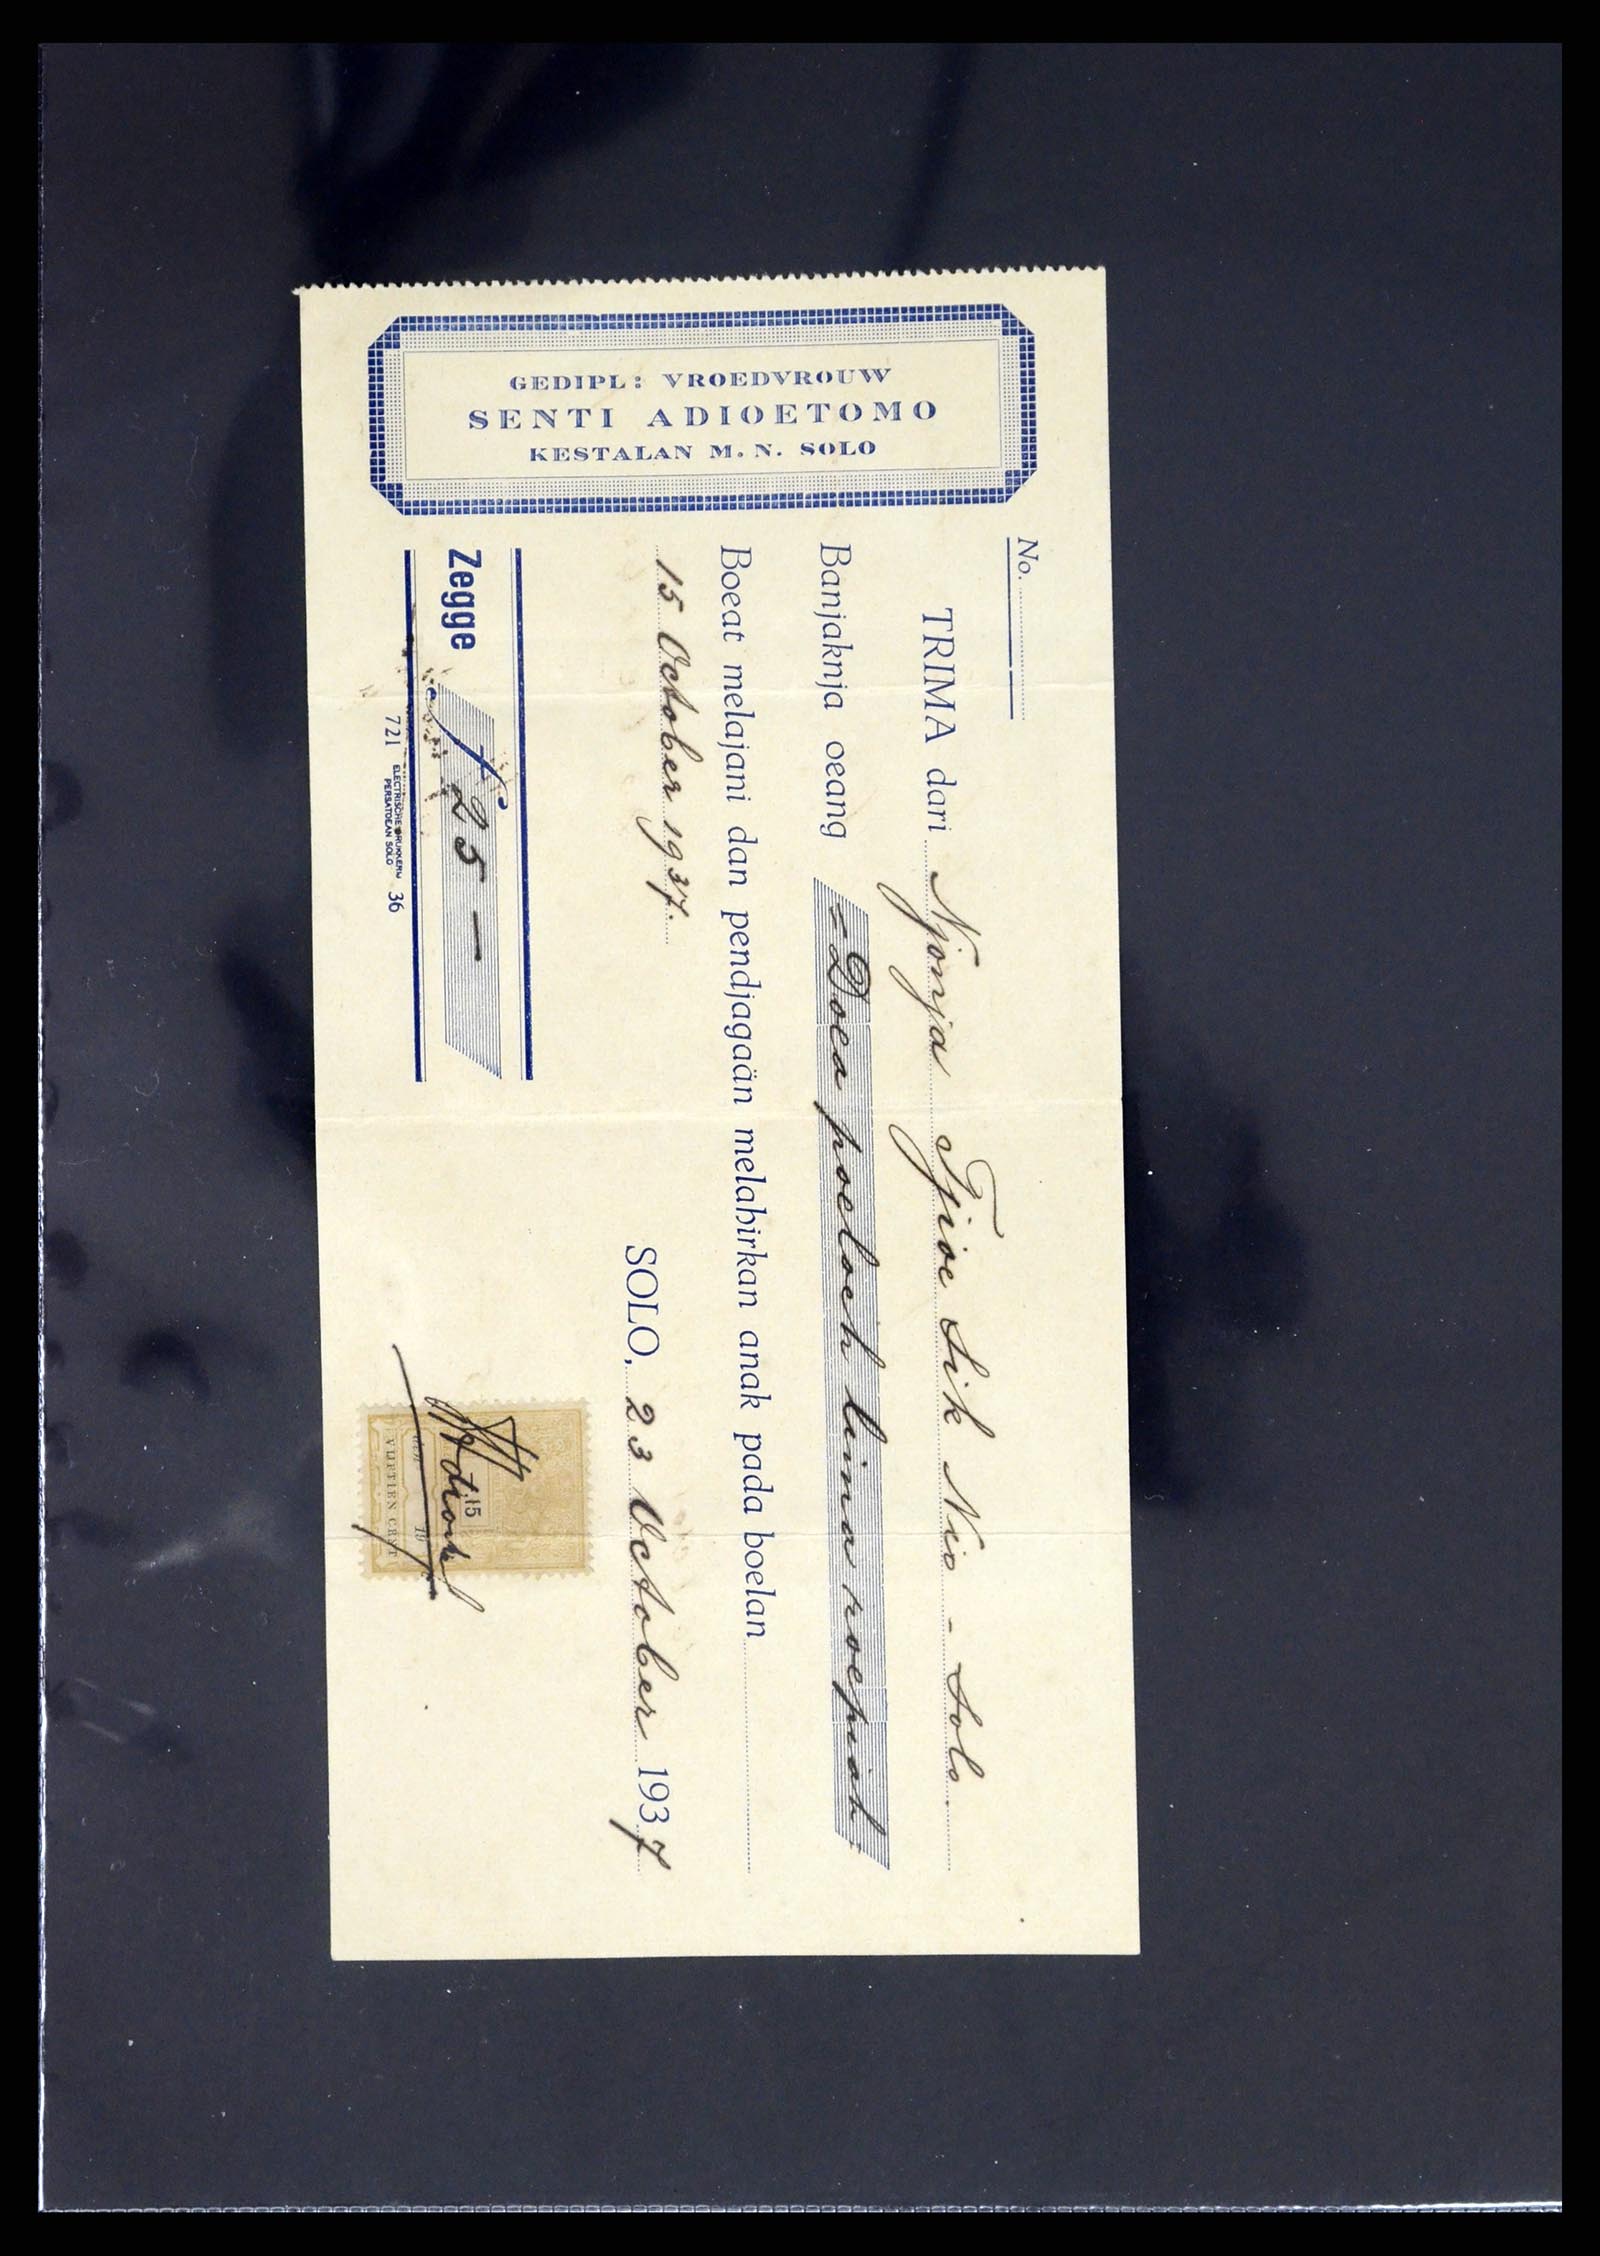 GEDIPL: VROEDVROUW
SENTI ADIOETOMO
KESTALAN M. N. SOLO
No.
TRIMA dari Njonja Tjioe Sik Nio - Solo.
Banjaknja oeang = Doea poeloeh lima roepiah
Boeat melajani dan pendjagaän melahirkan anak pada boelan
15 October 1937.
SOLO, 23 October 1937
Zegge f 25 —
721 ELECTRISCHE DRUKKERIJ 36
PERSATOEAN SOLO
15
19
VIJFTIEN CENT